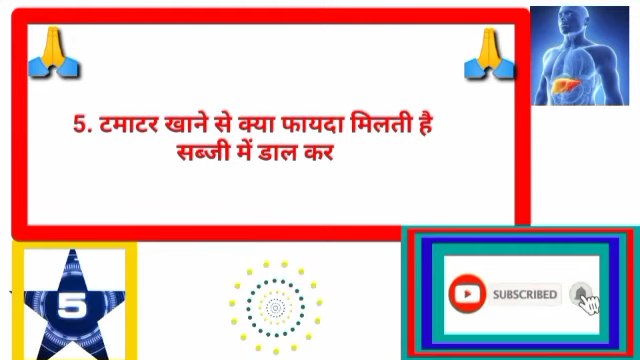 5. टमाटर खाने से क्या फायदा मिलती है
सब्जी में डाल कर
5
SUBSCRIBED